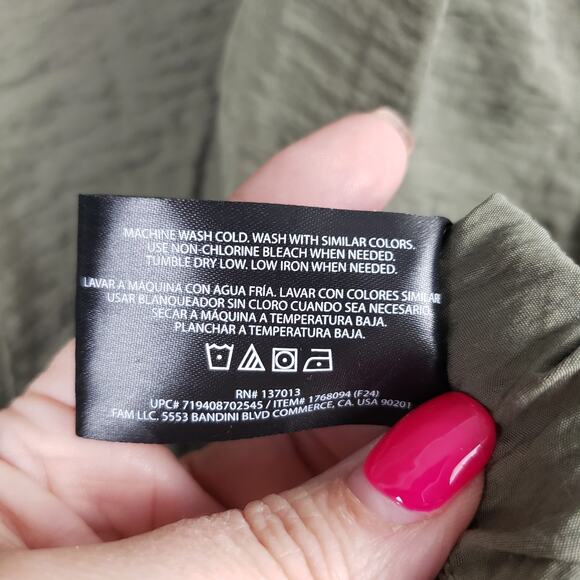 MACHINE WASH COLD. WASH WITH SIMILAR COLORS.
USE NON-CHLORINE BLEACH WHEN NEEDED.
TUMBLE DRY LOW. LOW IRON WHEN NEEDED.
LAVAR A MÁQUINA CON AGUA FRÍA. LAVAR CON COLORES SIMILAR
USAR BLANQUEADOR SIN CLORO CUANDO SEA NECESARIO.
SECAR A MÁQUINA A TEMPERATURA BAJA.
PLANCHAR A TEMPERATURA BAJA.
RN# 137013
UPC# 719408702545 / ITEM# 1768094 (F24)
FAM LLC. 5553 BANDINI BLVD COMMERCE, CA. USA 90201